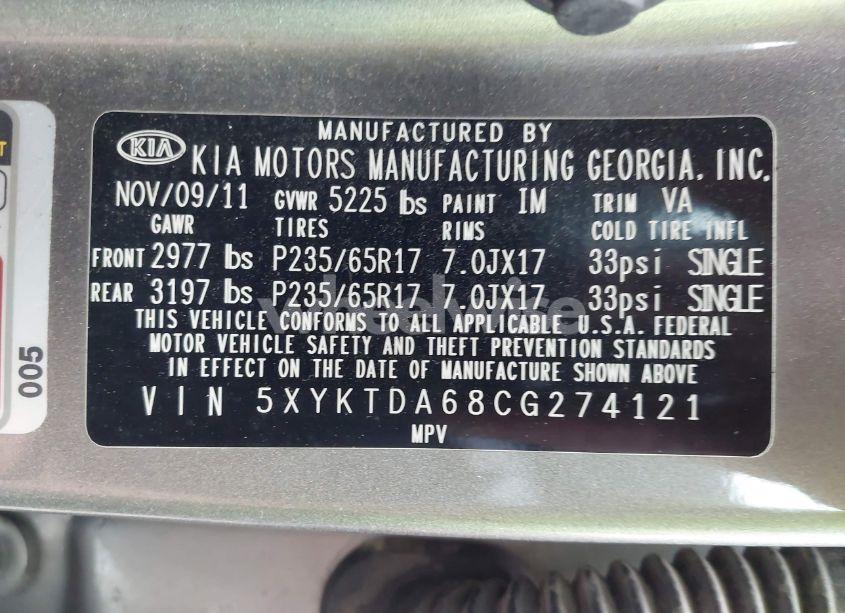 MANUFACTURED BY
KIA KIA MOTORS MANUFACTURING GEORGIA, INC.
NOV/09/11 GVWR 5225 lbs PAINT IM TRIM VA
GAWR TIRES RIMS COLD TIRE INFL
FRONT 2977 lbs P235/65R17 7.0JX17 33psi SINGLE
REAR 3197 lbs P235/65R17 7.0JX17 33psi SINGLE
THIS VEHICLE CONFORMS TO ALL APPLICABLE U.S.A. FEDERAL
MOTOR VEHICLE SAFETY AND THEFT PREVENTION STANDARDS
IN EFFECT ON THE DATE OF MANUFACTURE SHOWN ABOVE
VIN 5XYKTDA68CG274121
MPV
005